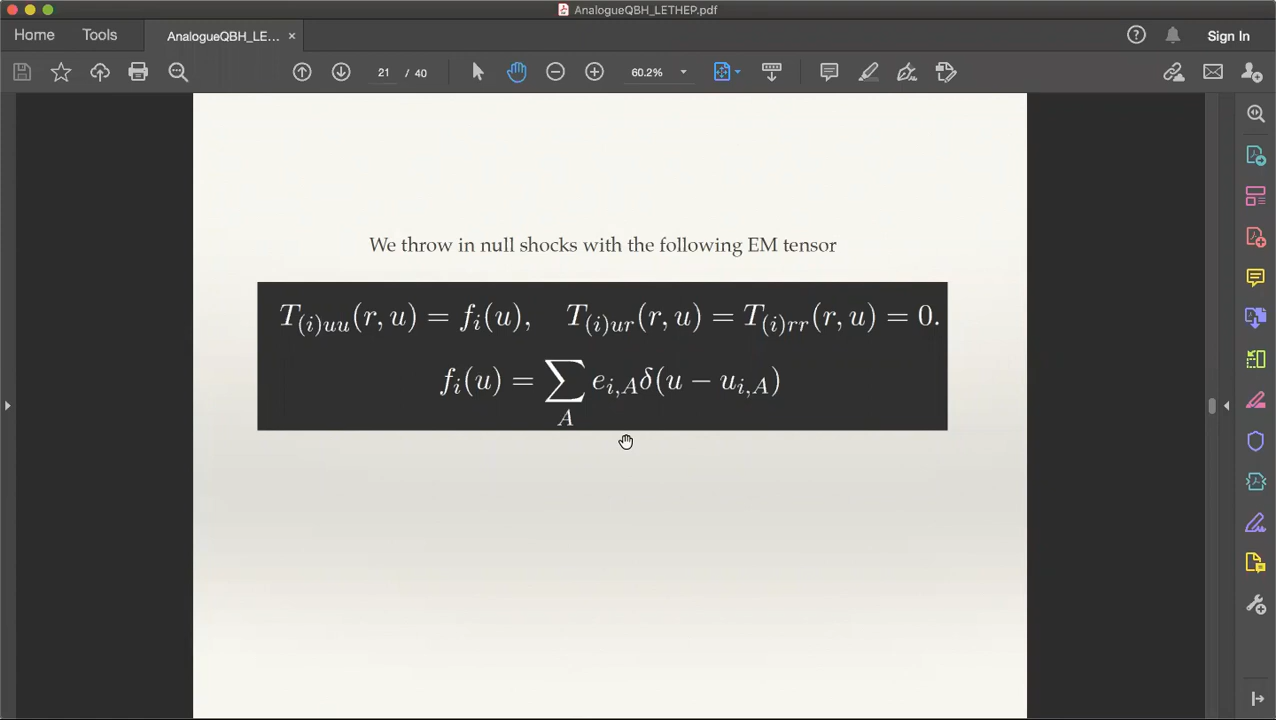 AnalogueQBH_LETHEP.pdf
Home Tools AnalogueQBH_LE... × Sign In
21 / 40 60.2%
We throw in null shocks with the following EM tensor
T_{(i)uu}(r, u) = f_i(u), T_{(i)ur}(r, u) = T_{(i)rr}(r, u) = 0.
f_i(u) = \sum_A e_{i,A} δ(u − u_{i,A})